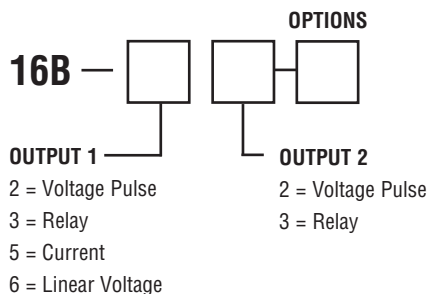 OPTIONS
16B —
OUTPUT 1
2 = Voltage Pulse
3 = Relay
5 = Current
6 = Linear Voltage
OUTPUT 2
2 = Voltage Pulse
3 = Relay